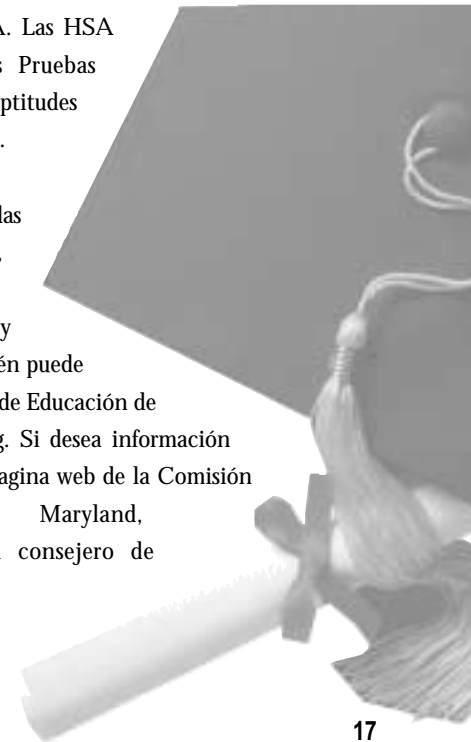 A. Las HSA
s Pruebas
ptitudes
.
las
,
y
én puede
de Educación de
g. Si desea información
agina web de la Comisión
Maryland,
consejero de
17